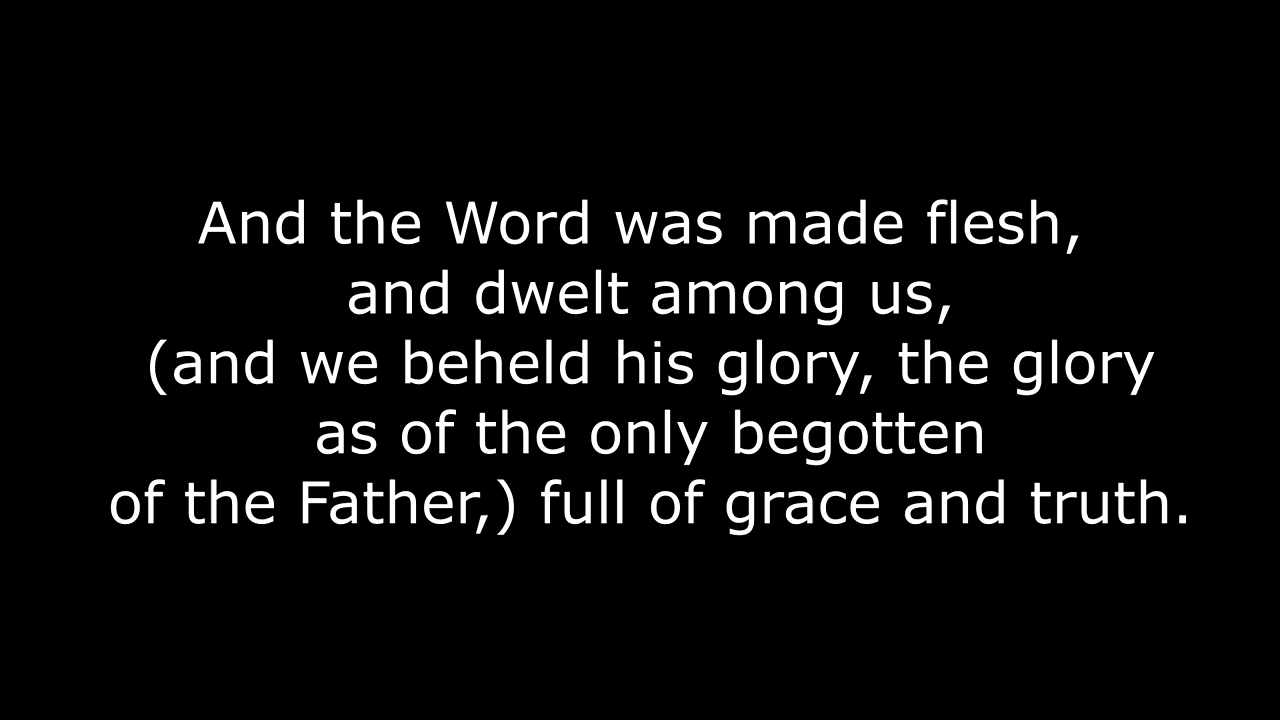 And the Word was made flesh,
and dwelt among us,
(and we beheld his glory, the glory
as of the only begotten
of the Father,) full of grace and truth.